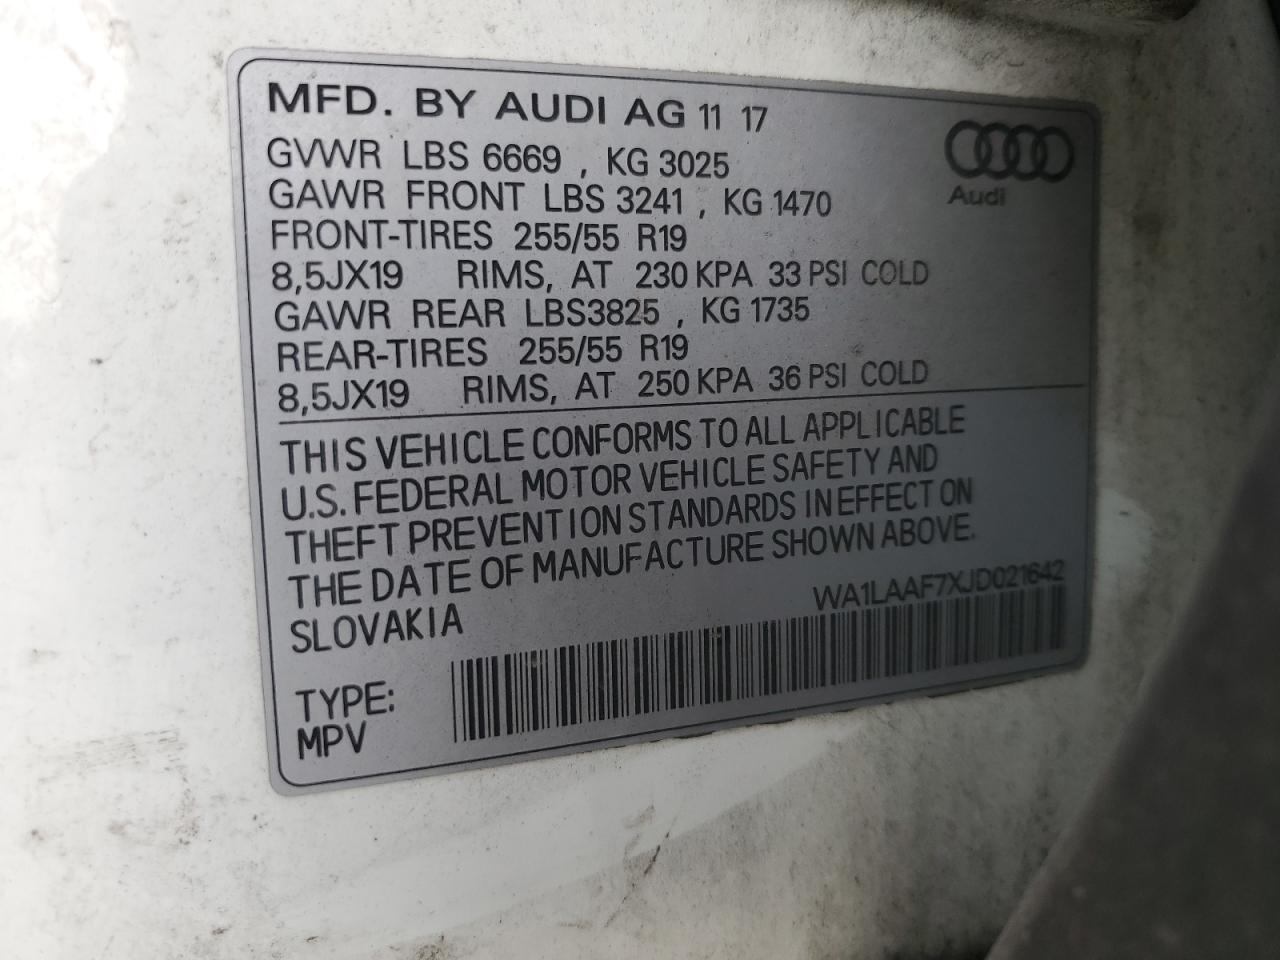 MFD. BY AUDI AG 11 17
GVWR LBS 6669 , KG 3025
GAWR FRONT LBS 3241 , KG 1470
FRONT-TIRES 255/55 R19
8,5JX19 RIMS, AT 230 KPA 33 PSI COLD
GAWR REAR LBS3825 , KG 1735
REAR-TIRES 255/55 R19
8,5JX19 RIMS, AT 250 KPA 36 PSI COLD
Audi
THIS VEHICLE CONFORMS TO ALL APPLICABLE
U.S. FEDERAL MOTOR VEHICLE SAFETY AND
THEFT PREVENTION STANDARDS IN EFFECT ON
THE DATE OF MANUFACTURE SHOWN ABOVE.
SLOVAKIA
WA1LAAF7XJD021642
TYPE:
MPV